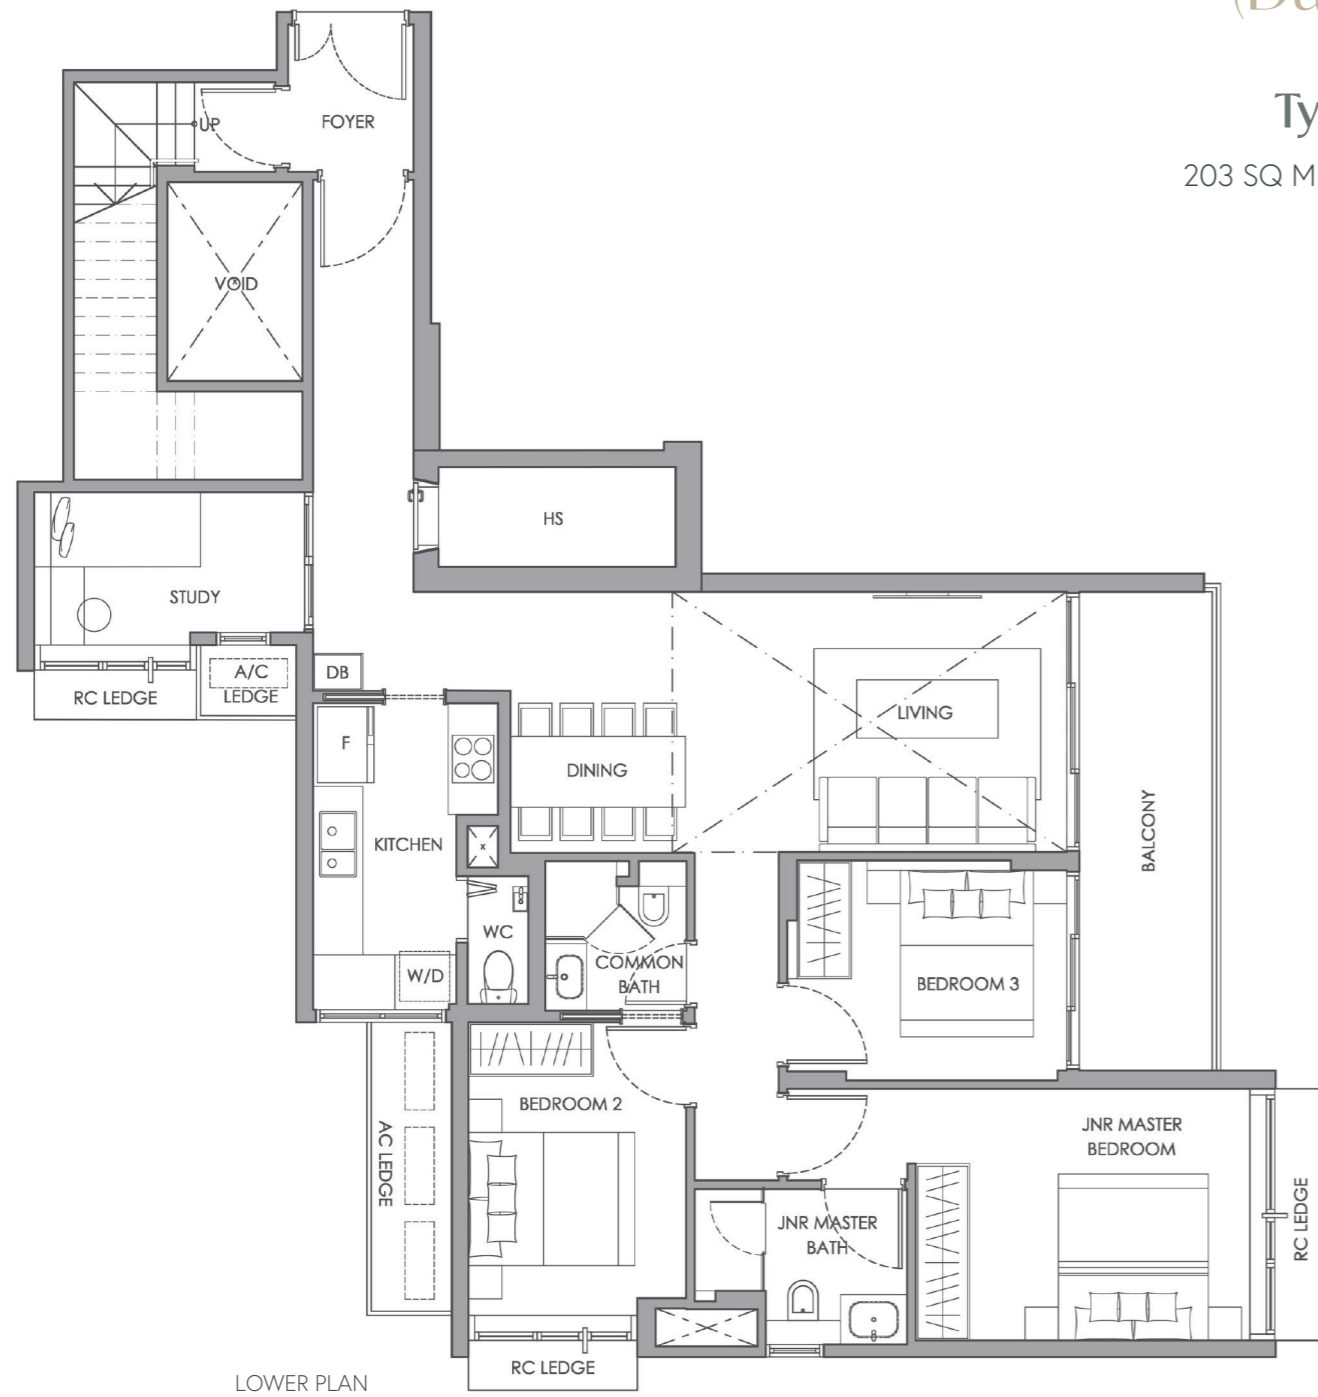 (Du
Ty
203 SQ M
UP
FOYER
VOID
HS
STUDY
A/C
LEDGE
RC LEDGE
DB
F
LIVING
DINING
KITCHEN
BALCONY
WC
COMMON
BATH
W/D
BEDROOM 3
BEDROOM 2
AC LEDGE
JNR MASTER
BEDROOM
RC LEDGE
JNR MASTER
BATH
RC LEDGE
LOWER PLAN